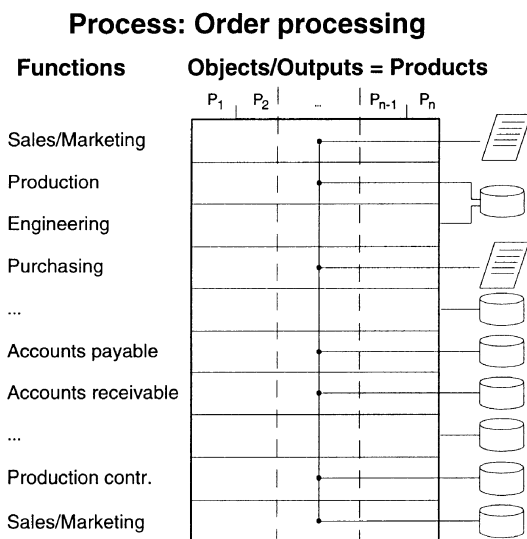 Process: Order processing
Functions Objects/Outputs = Products
P1 P2 ... Pn-1 Pn
Sales/Marketing
Production
Engineering
Purchasing
...
Accounts payable
Accounts receivable
...
Production contr.
Sales/Marketing